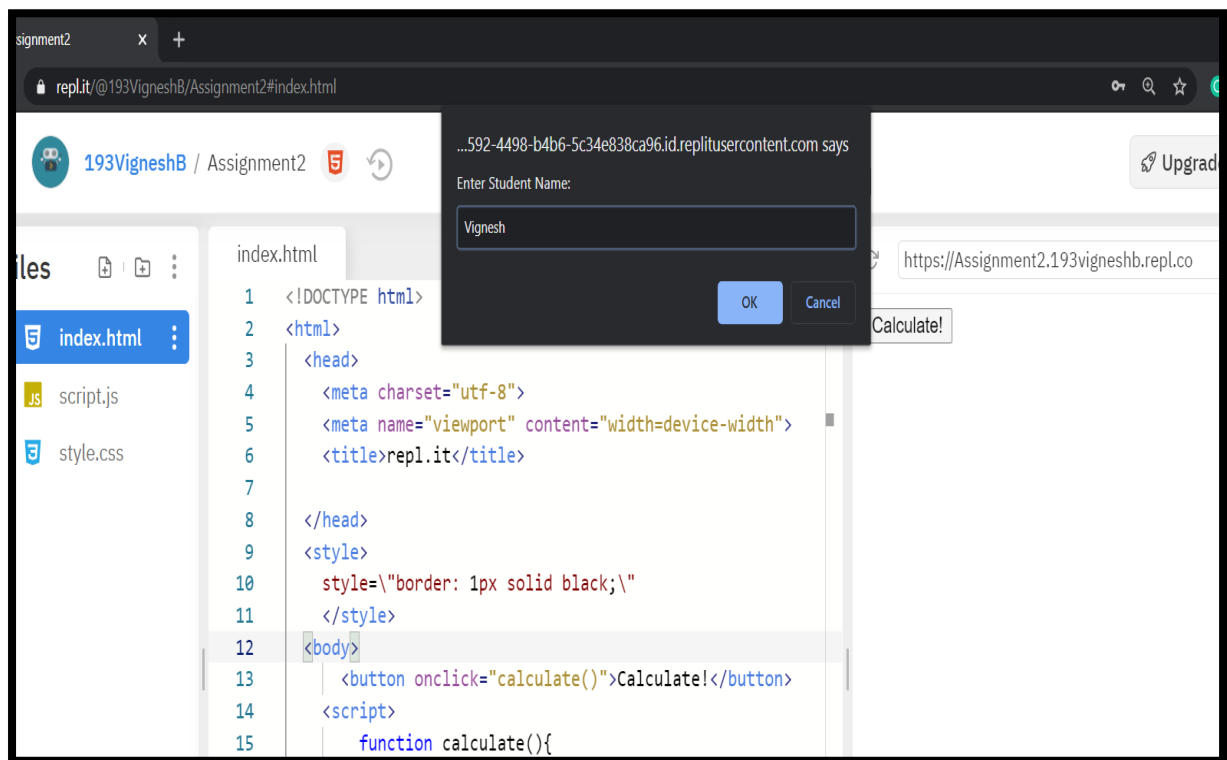 signment2 x +
repl.it/@193VigneshB/Assignment2#index.html
...592-4498-b4b6-5c34e838ca96.id.replitusercontent.com says
Enter Student Name:
Vignesh
OK Cancel
193VigneshB / Assignment2
Upgrad
iles
index.html
script.js
style.css
index.html
1 <!DOCTYPE html>
2 <html>
3 <head>
4 <meta charset="utf-8">
5 <meta name="viewport" content="width=device-width">
6 <title>repl.it</title>
7
8 </head>
9 <style>
10 style=\"border: 1px solid black;\"
11 </style>
12 <body>
13 <button onclick="calculate()">Calculate!</button>
14 <script>
15 function calculate(){
https://Assignment2.193vigneshb.repl.co
Calculate!